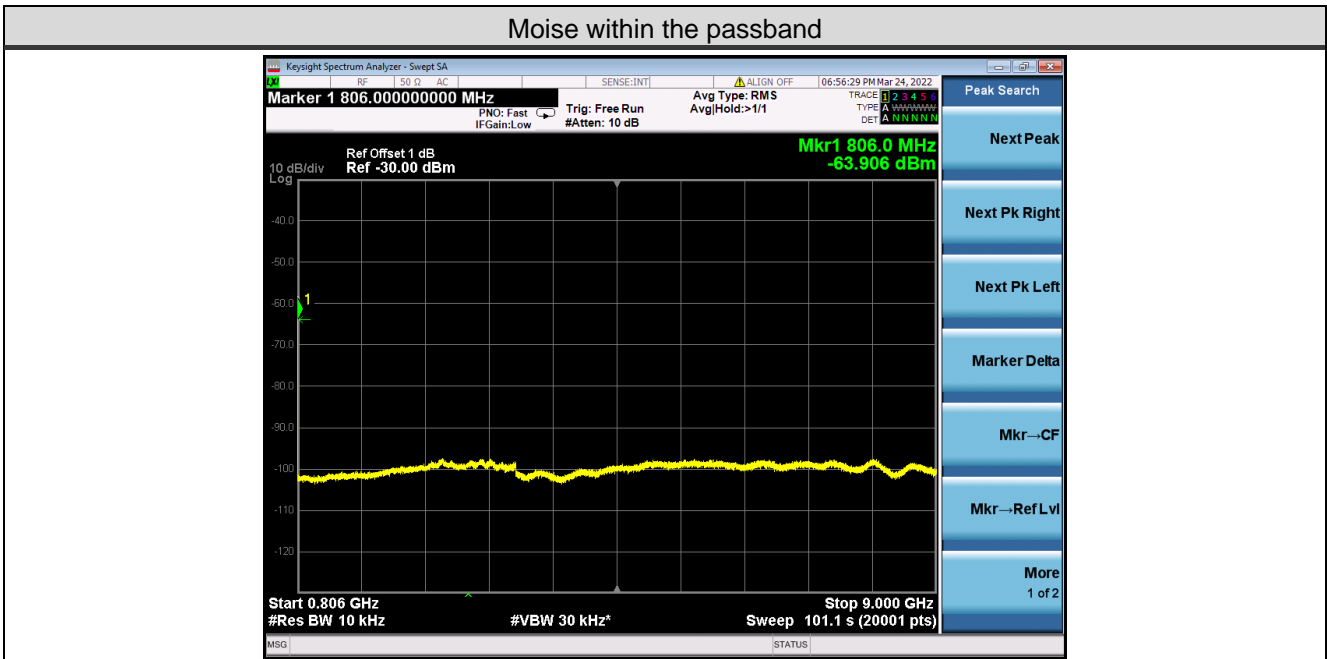 Moise within the passband
Keysight Spectrum Analyzer - Swept SA
LXI RF 50 Ω AC SENSE:INT ALIGN OFF 06:56:29 PM Mar 24, 2022
Marker 1 806.000000000 MHz
PNO: Fast
IFGain:Low
Trig: Free Run
#Atten: 10 dB
Avg Type: RMS
Avg|Hold:>1/1
TRACE 1 2 3 4 5 6
TYPE A WWWWW
DET A N N N N N
Mkr1 806.0 MHz
-63.906 dBm
Ref Offset 1 dB
10 dB/div Ref -30.00 dBm
Log
-40.0
-50.0
-60.0
1
-70.0
-80.0
-90.0
-100
-110
-120
Start 0.806 GHz Stop 9.000 GHz
#Res BW 10 kHz #VBW 30 kHz* Sweep 101.1 s (20001 pts)
MSG STATUS
Peak Search
Next Peak
Next Pk Right
Next Pk Left
Marker Delta
Mkr→CF
Mkr→Ref Lvl
More
1 of 2